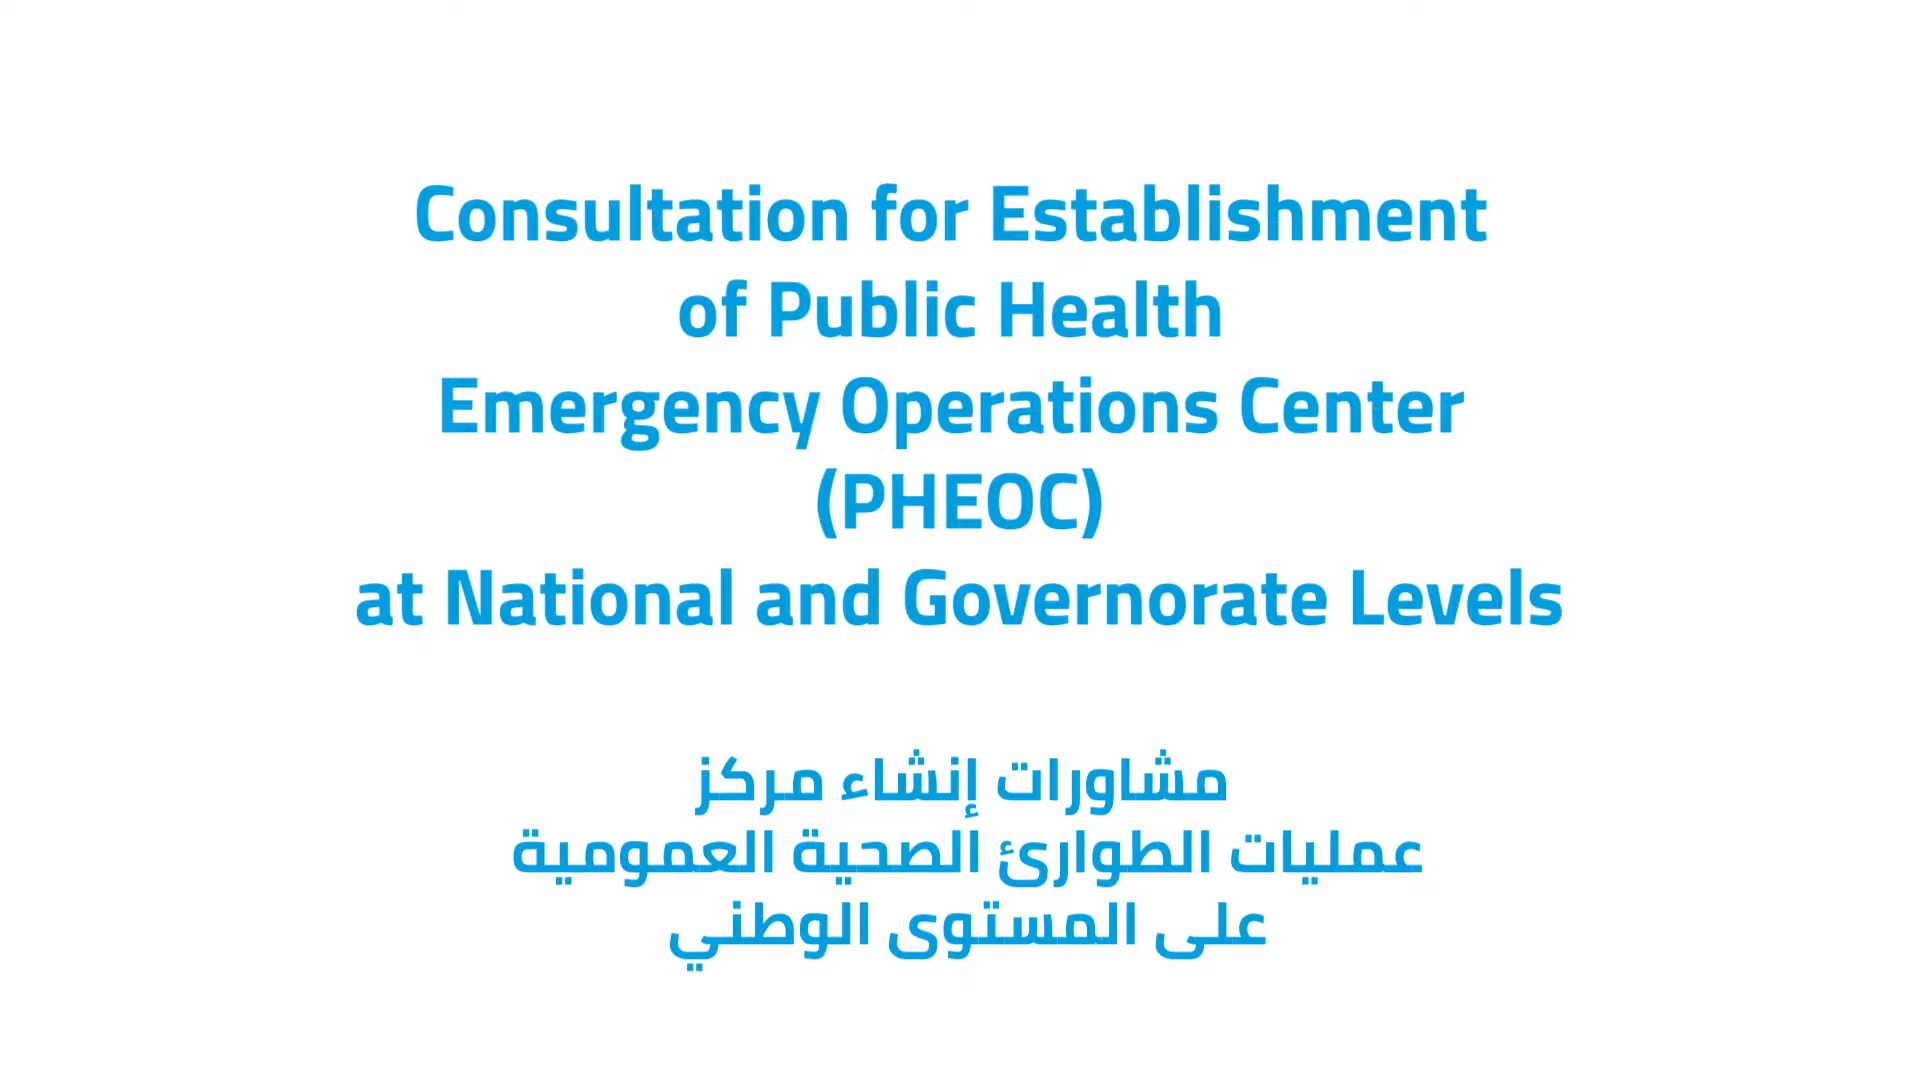 Consultation for Establishment
of Public Health
Emergency Operations Center
(PHEOC)
at National and Governorate Levels
مشاورات إنشاء مركز
عمليات الطوارئ الصحية العمومية
على المستوى الوطني